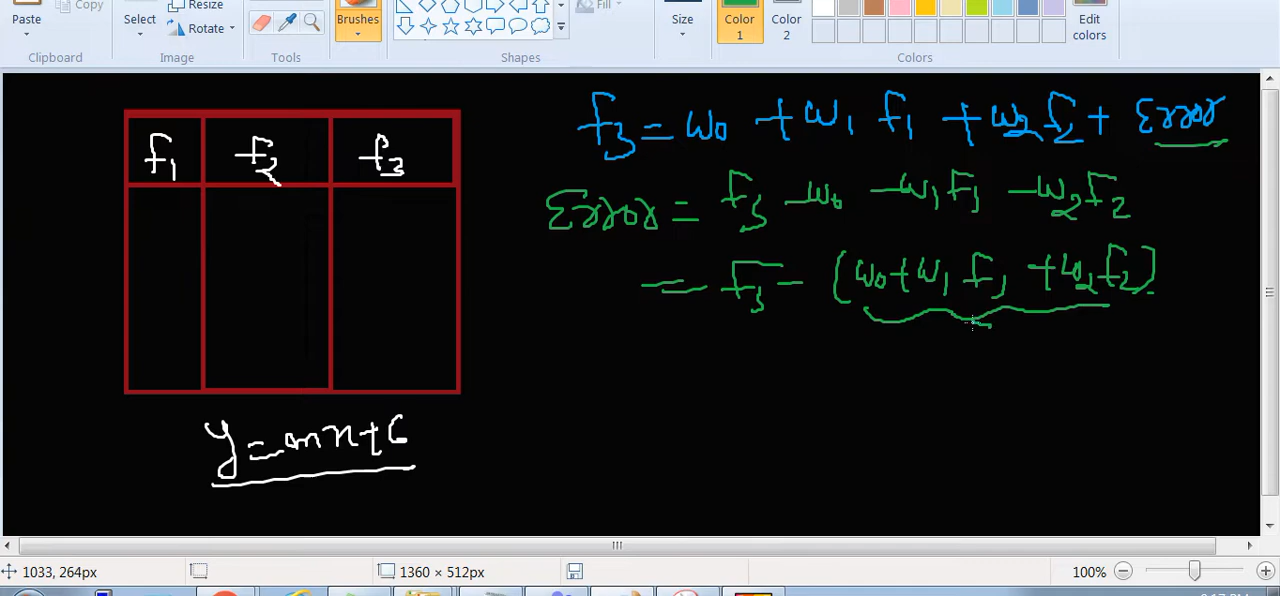 Paste
Copy
Clipboard
Select
Resize
Rotate
Image
Tools
Brushes
Fill
Shapes
Size
Color 1
Color 2
Edit colors
Colors
f1 f2 f3
f3 = w0 + w1 f1 + w2 f2 + Error
Error = f3 - w0 - w1 f1 - w2 f2
= f3 - (w0 + w1 f1 + w2 f2)
y = mx + c
1033, 264px
1360 × 512px
100%